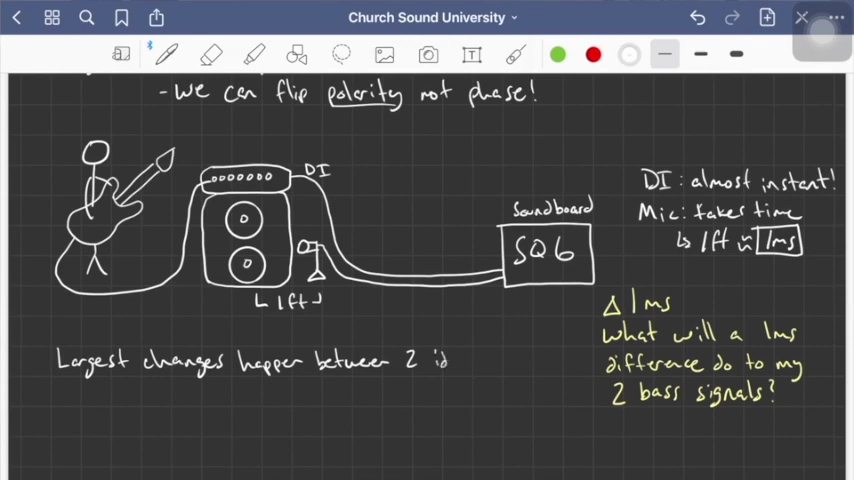 Church Sound University
- We can flip polarity not phase!
DI
DI: almost instant!
Mic: takes time
↳ 1ft ≈ 1ms
Soundboard
SQ6
1ft
Δ 1ms
What will a 1ms
difference do to my
2 bass signals?
Largest changes happen between 2 id